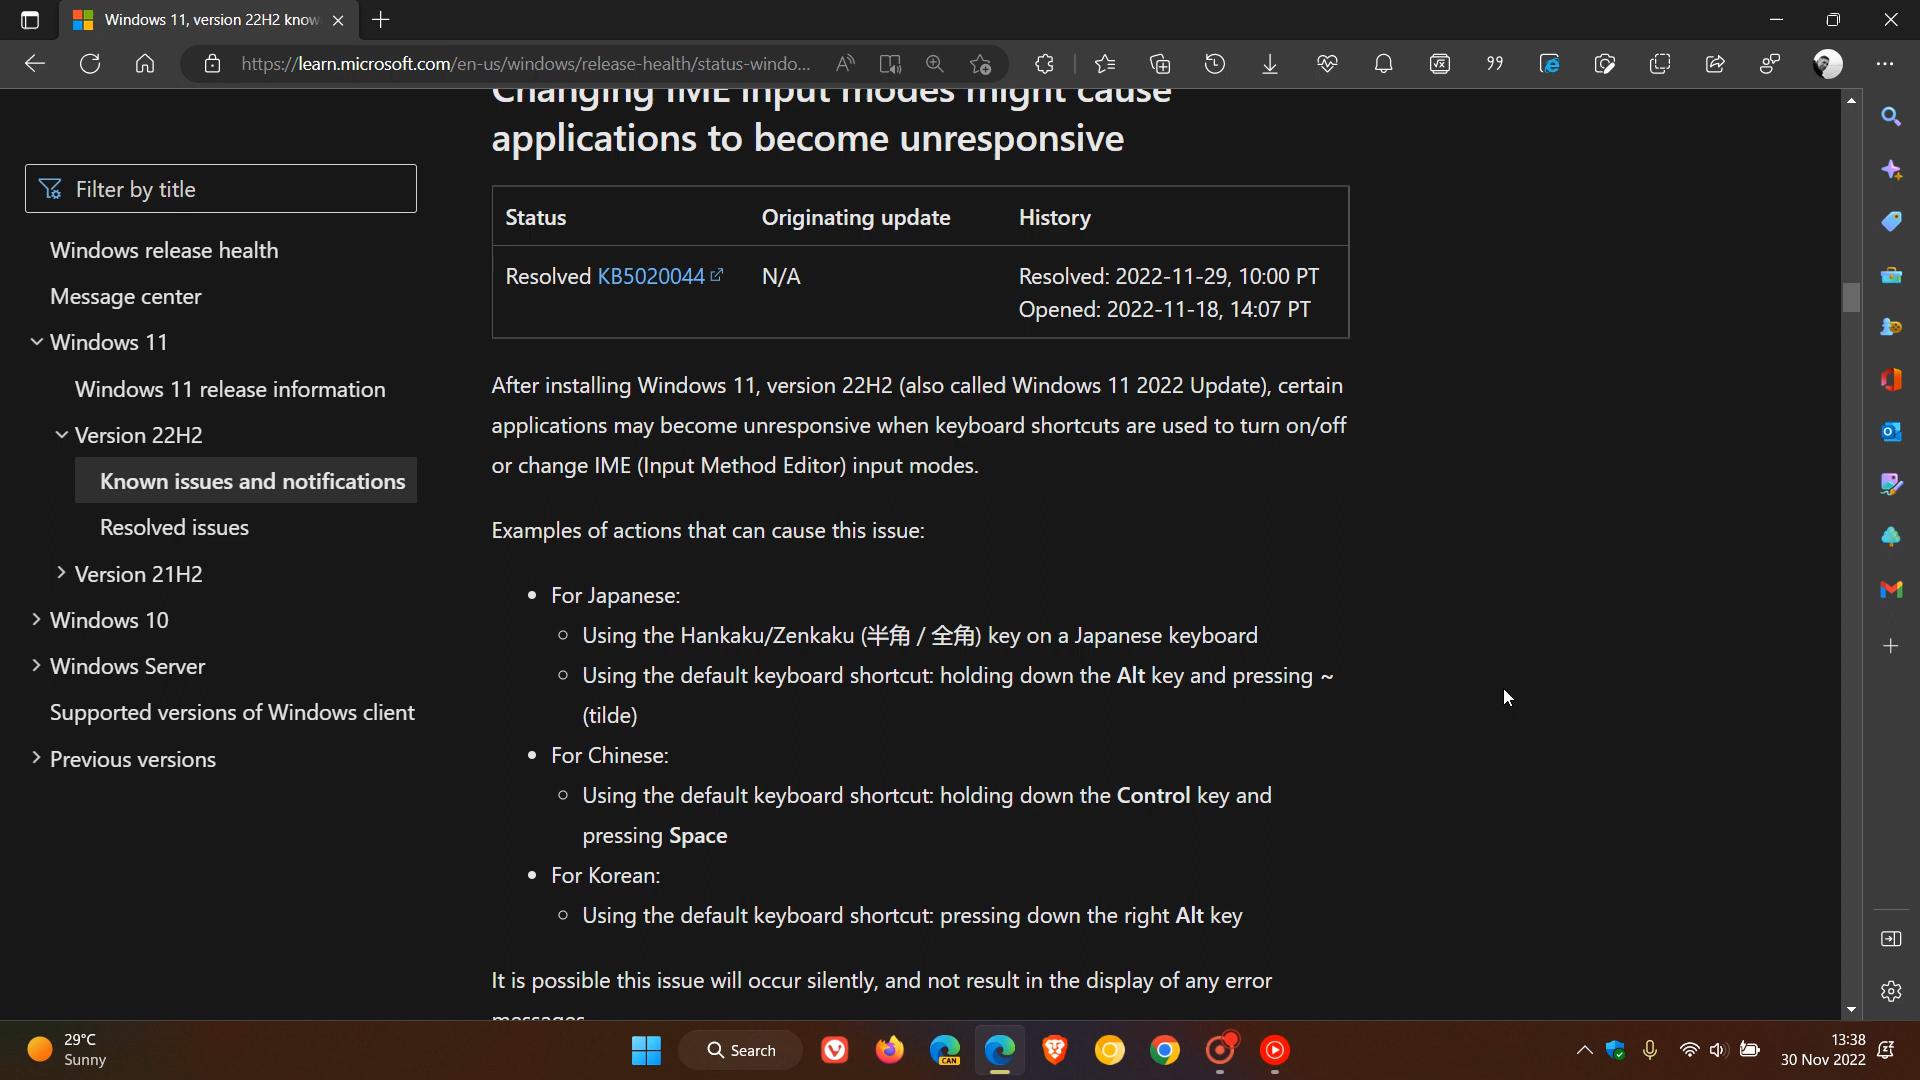 Windows 11, version 22H2 know
https://learn.microsoft.com/en-us/windows/release-health/status-windo...
Filter by title
Windows release health
Message center
Windows 11
Windows 11 release information
Version 22H2
Known issues and notifications
Resolved issues
Version 21H2
Windows 10
Windows Server
Supported versions of Windows client
Previous versions
Changing IME input modes might cause
applications to become unresponsive
Status Originating update History
Resolved KB5020044 N/A Resolved: 2022-11-29, 10:00 PT
Opened: 2022-11-18, 14:07 PT
After installing Windows 11, version 22H2 (also called Windows 11 2022 Update), certain
applications may become unresponsive when keyboard shortcuts are used to turn on/off
or change IME (Input Method Editor) input modes.
Examples of actions that can cause this issue:
• For Japanese:
○ Using the Hankaku/Zenkaku (半角 / 全角) key on a Japanese keyboard
○ Using the default keyboard shortcut: holding down the Alt key and pressing ~
(tilde)
• For Chinese:
○ Using the default keyboard shortcut: holding down the Control key and
pressing Space
• For Korean:
○ Using the default keyboard shortcut: pressing down the right Alt key
It is possible this issue will occur silently, and not result in the display of any error
messages.
29°C
Sunny
Search
CAN
13:38
30 Nov 2022